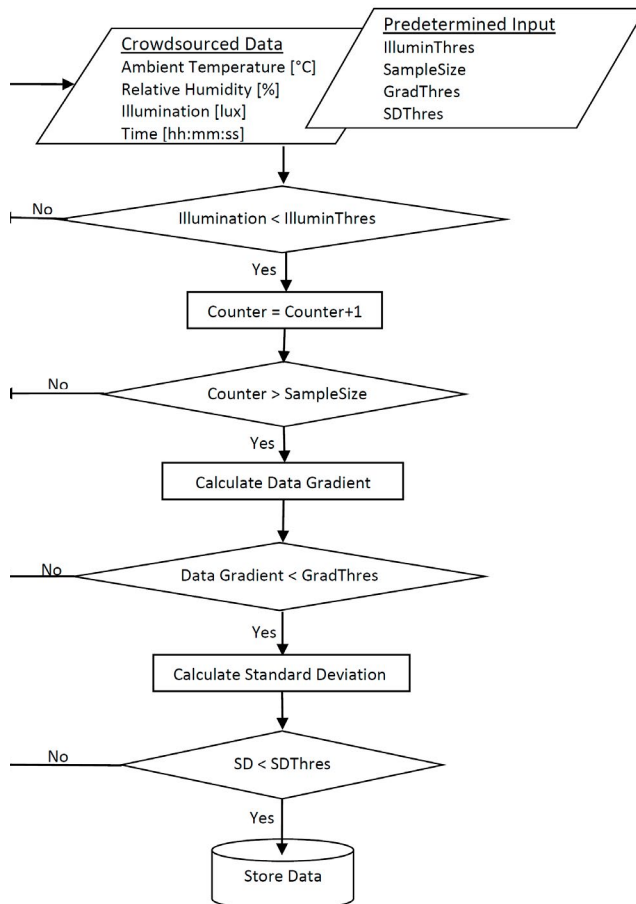 Crowdsourced Data
Ambient Temperature [°C]
Relative Humidity [%]
Illumination [lux]
Time [hh:mm:ss]
Predetermined Input
IlluminThres
SampleSize
GradThres
SDThres
No
Illumination < IlluminThres
Yes
Counter = Counter+1
No
Counter > SampleSize
Yes
Calculate Data Gradient
No
Data Gradient < GradThres
Yes
Calculate Standard Deviation
No
SD < SDThres
Yes
Store Data